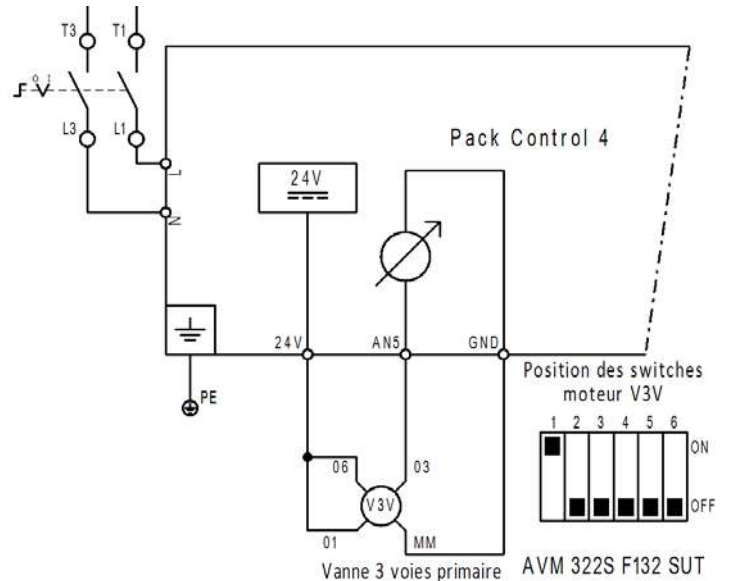 T3 T1
0 1
L3 L1
Pack Control 4
L
24V
N
24V AN5 GND
PE
Position des switches
moteur V3V
1 2 3 4 5 6
ON
06 03
V3V
OFF
01 MM
Vanne 3 voies primaire
AVM 322S F132 SUT